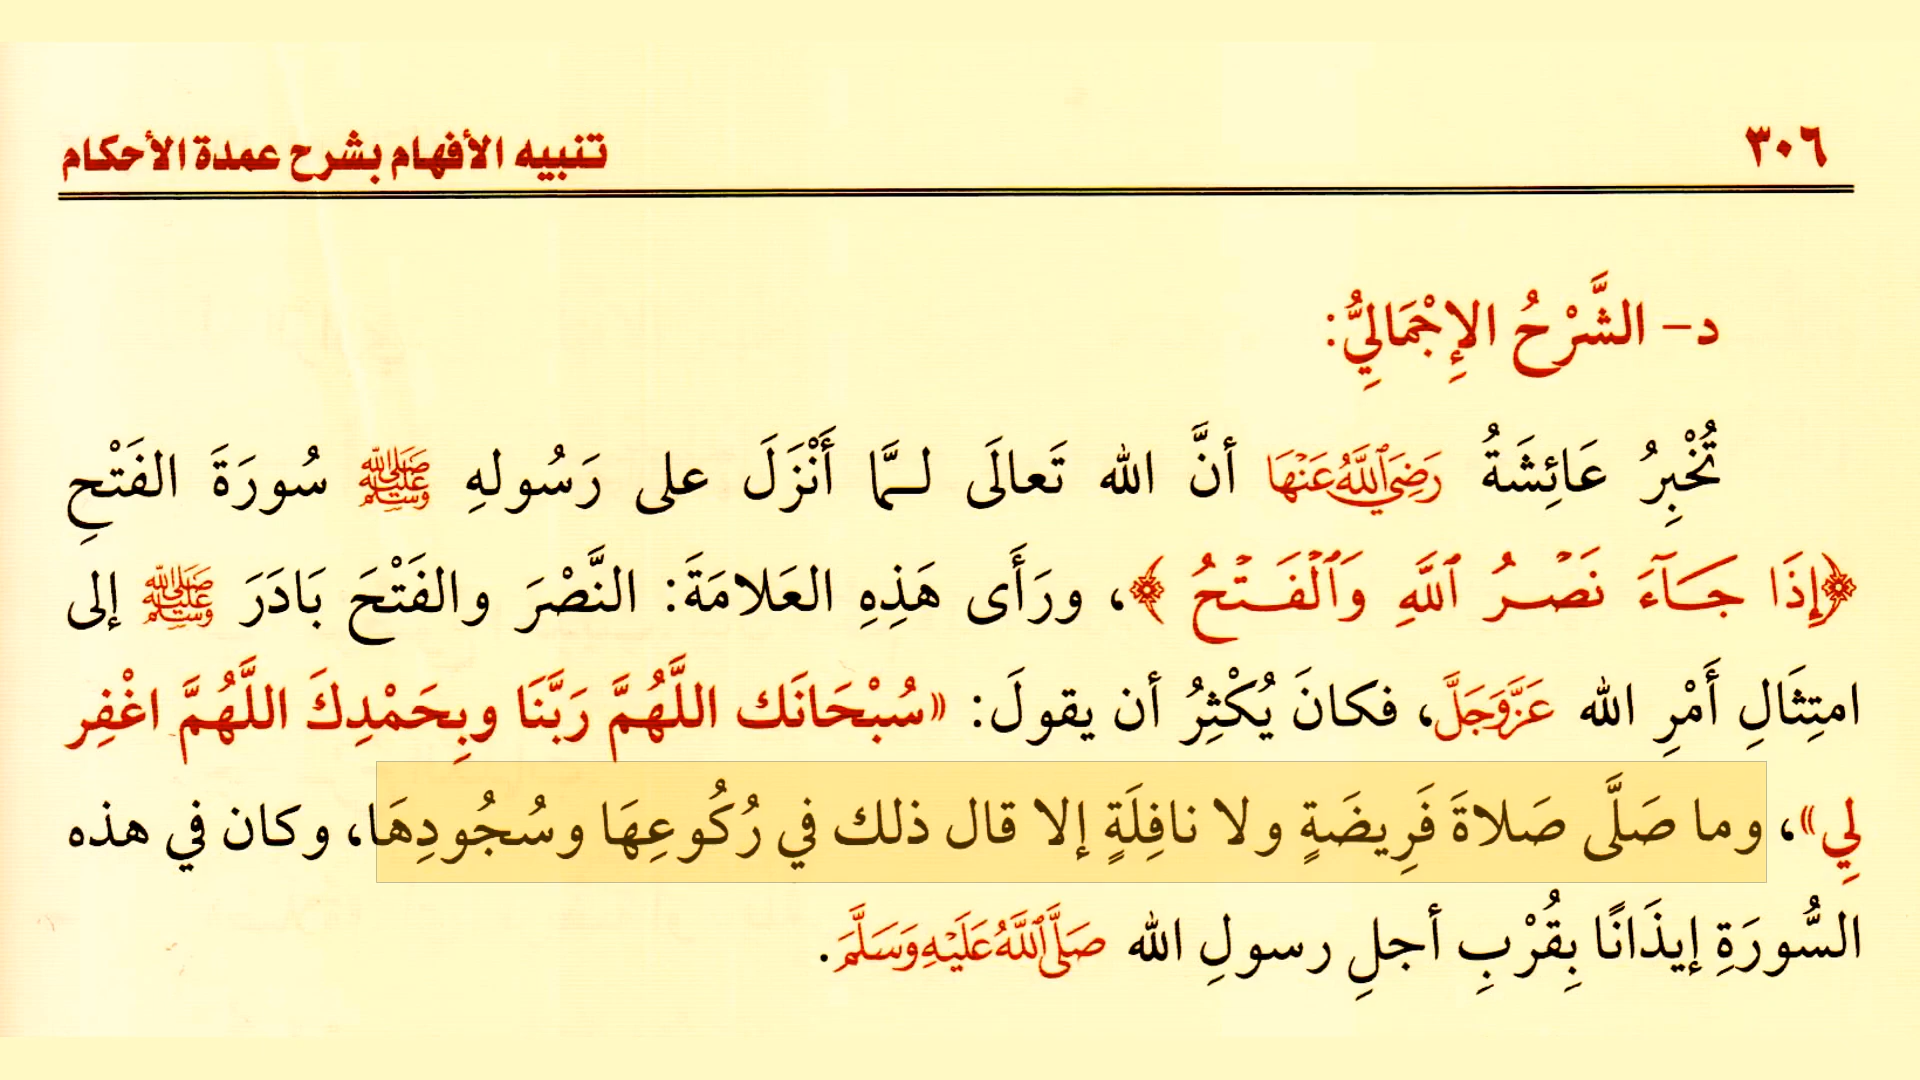 ٣٠٦
تنبيه الأفهام بشرح عمدة الأحكام
د- الشَّرْحُ الإِجْمَالِيُّ:
تُخْبِرُ عَائِشَةُ رَضِيَ اللَّهُ عَنْهَا أنَّ الله تَعالَى لـمَّا أَنْزَلَ على رَسُولهِ ﷺ سُورَةَ الفَتْحِ
﴿إِذَا جَآءَ نَصْرُ ٱللَّهِ وَٱلْفَتْحُ ﴾، ورَأَى هَذِهِ العَلامَةَ: النَّصْرَ والفَتْحَ بَادَرَ ﷺ إلى
امتِثَالِ أَمْرِ الله عَزَّوَجَلَّ، فكانَ يُكْثِرُ أن يقولَ: «سُبْحَانَك اللَّهُمَّ رَبَّنَا وبِحَمْدِكَ اللَّهُمَّ اغْفِر
لِي»، وما صَلَّى صَلاةَ فَرِيضَةٍ ولا نافِلَةٍ إلا قال ذلك في رُكُوعِهَا وسُجُودِهَا، وكان في هذه
السُّورَةِ إيذَانًا بِقُرْبِ أجلِ رسولِ الله صَلَّى اللَّهُ عَلَيْهِ وَسَلَّمَ.